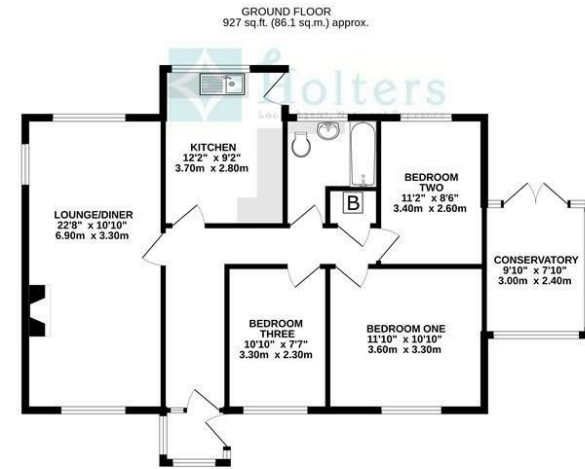 GROUND FLOOR
927 sq.ft. (86.1 sq.m.) approx.
Holters
KITCHEN
12'2" x 9'2"
3.70m x 2.80m
BEDROOM
TWO
11'2" x 8'6"
3.40m x 2.60m
B
LOUNGE/DINER
22'8" x 10'10"
6.90m x 3.30m
CONSERVATORY
9'10" x 7'10"
3.00m x 2.40m
BEDROOM
THREE
10'10" x 7'7"
3.30m x 2.30m
BEDROOM ONE
11'10" x 10'10"
3.60m x 3.30m